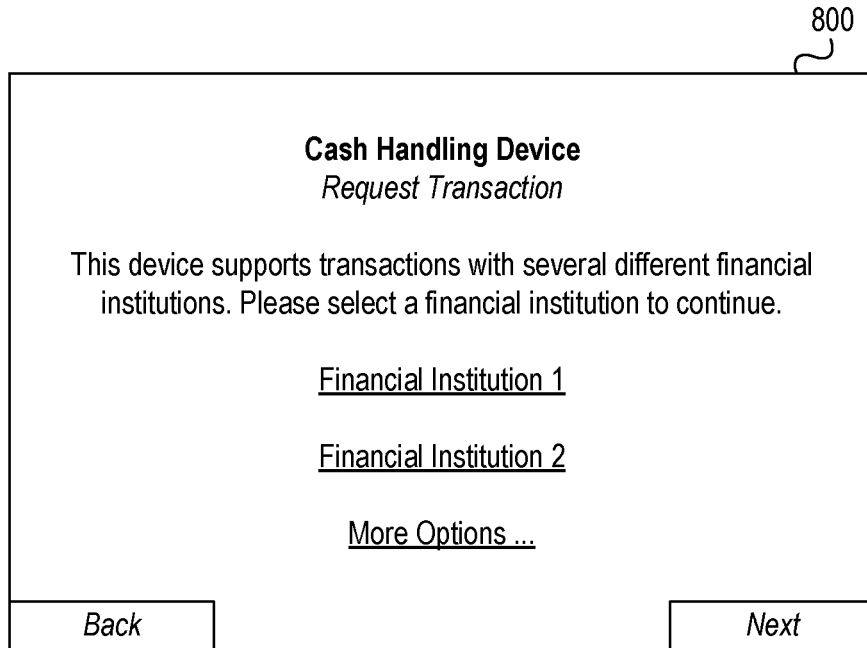 800
Cash Handling Device
Request Transaction
This device supports transactions with several different financial
institutions. Please select a financial institution to continue.
Financial Institution 1
Financial Institution 2
More Options ...
Back
Next